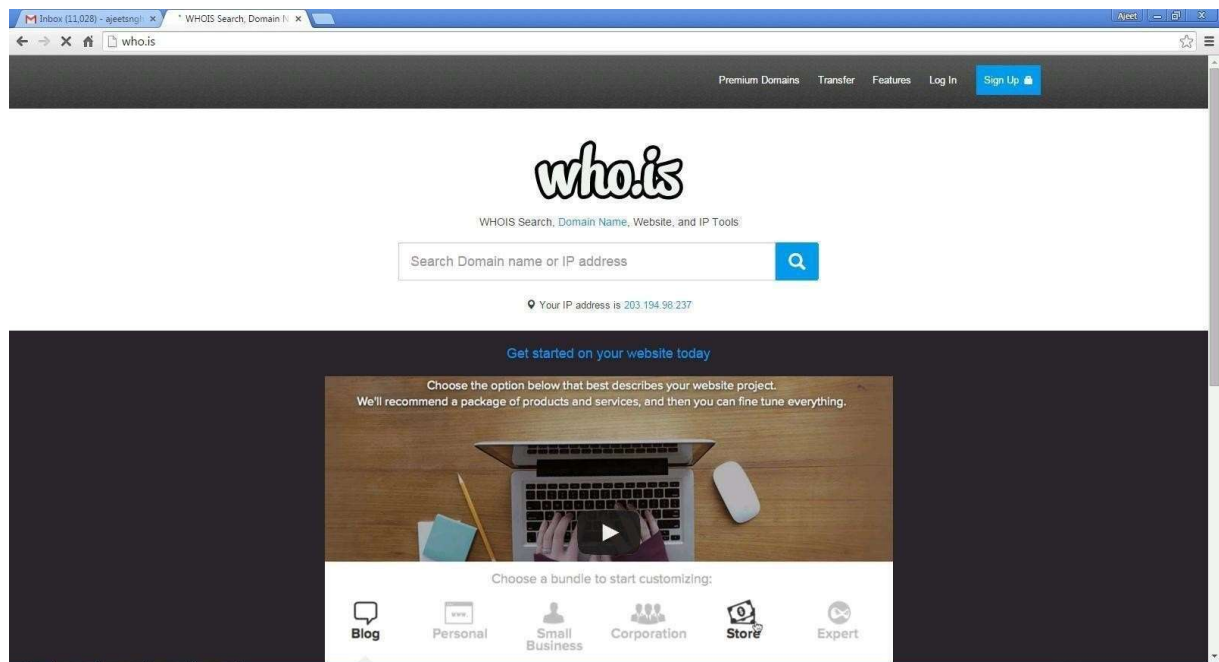 Inbox (11,028) - ajeetsngh
WHOIS Search, Domain N
Ajeet
who.is
Premium Domains Transfer Features Log In Sign Up
who.is
WHOIS Search, Domain Name, Website, and IP Tools
Search Domain name or IP address
Your IP address is 203.194.98.237
Get started on your website today
Choose the option below that best describes your website project.
We'll recommend a package of products and services, and then you can fine tune everything.
Choose a bundle to start customizing:
www.
Blog Personal Small Business Corporation Store Expert